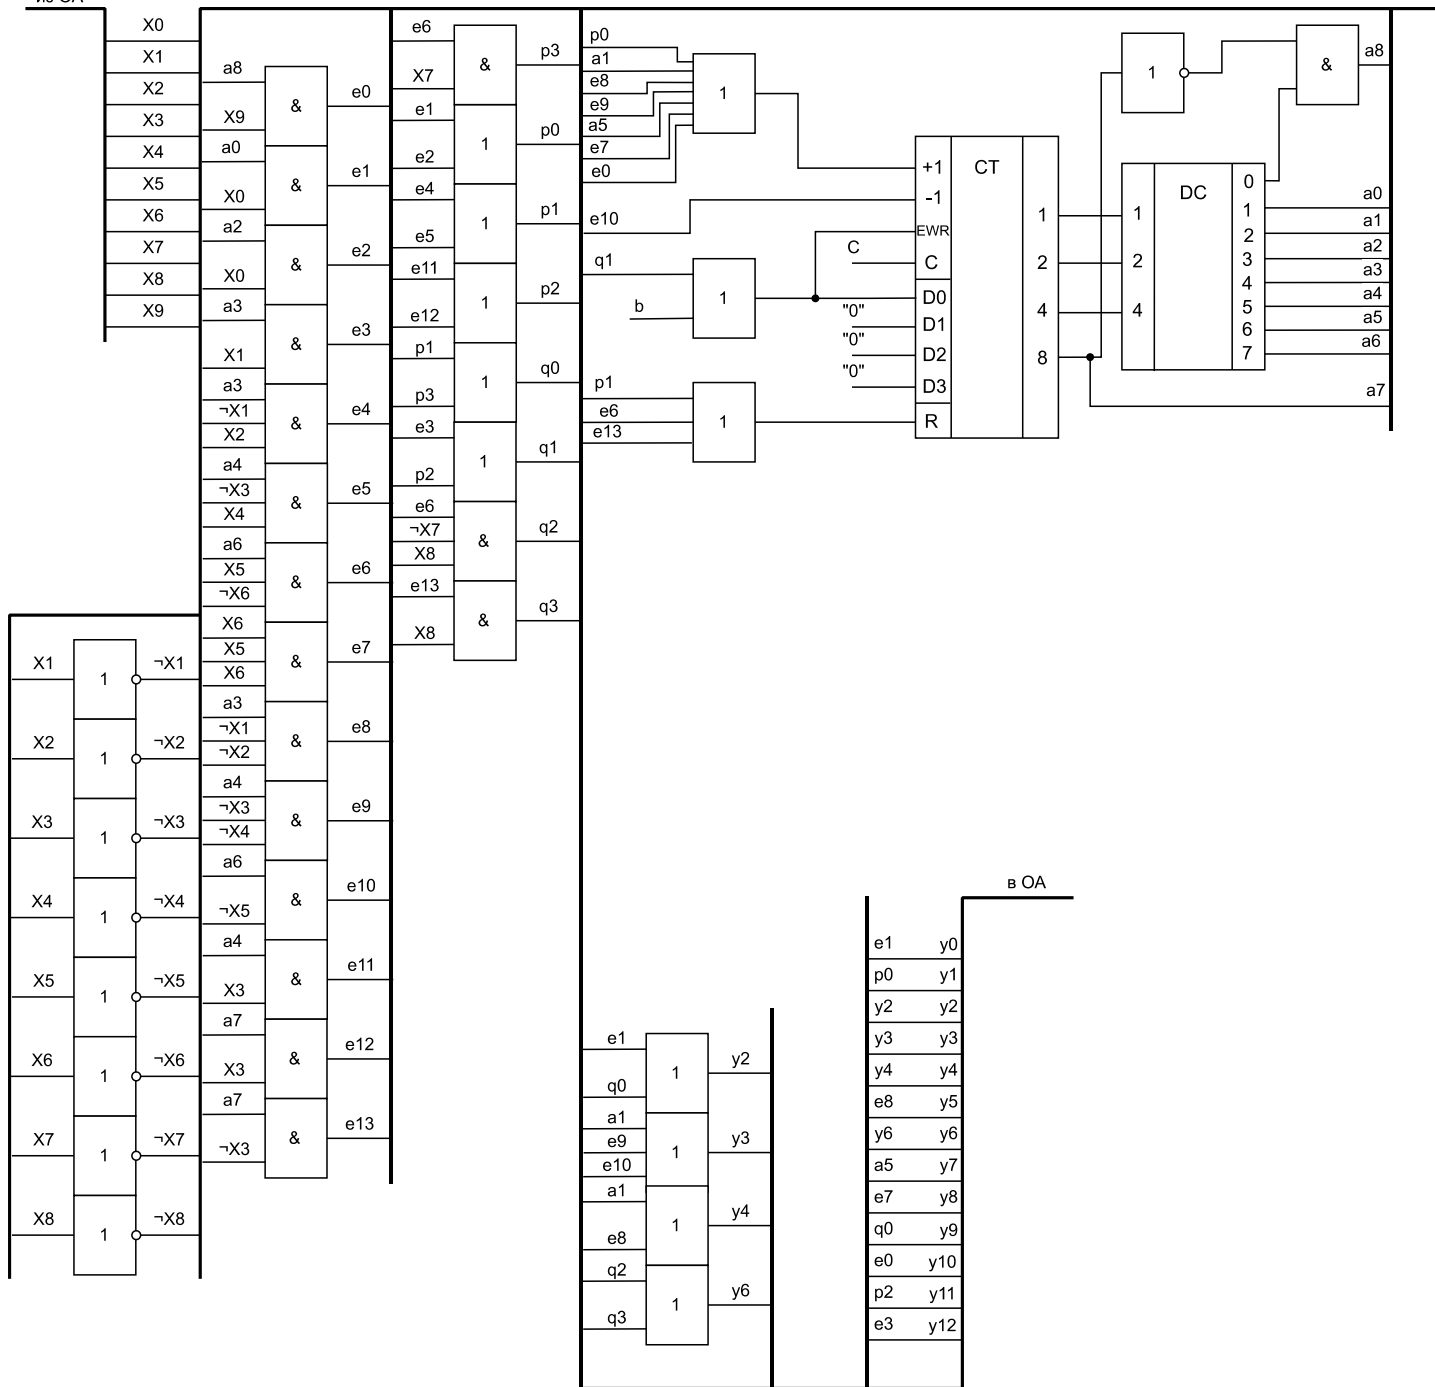 из ОА
X0
X1
X2
X3
X4
X5
X6
X7
X8
X9
a8
X9
& e0
a0
X0
& e1
a2
X0
& e2
a3
X1
& e3
a3
¬X1
X2
& e4
a4
¬X3
X4
& e5
a6
X5
¬X6
& e6
X6
X5
X6
& e7
a3
¬X1
¬X2
& e8
a4
¬X3
¬X4
& e9
a6
¬X5
& e10
a4
X3
& e11
a7
X3
& e12
a7
¬X3
& e13
X1 1 ¬X1
X2 1 ¬X2
X3 1 ¬X3
X4 1 ¬X4
X5 1 ¬X5
X6 1 ¬X6
X7 1 ¬X7
X8 1 ¬X8
e6
X7
& p3
e1
e2
1 p0
e4
e5
1 p1
e11
e12
1 p2
p1
p3
1 q0
e3
p2
1 q1
e6
¬X7
X8
& q2
e13
X8
& q3
p0
a1
e8
e9
a5
e7
e0
1
e10
q1
b
1
p1
e6
e13
1
C
"0"
"0"
"0"
+1
-1
EWR
C
D0
D1
D2
D3
R
CT
1
2
4
8
1
&
a8
1
2
4
DC
0
1
2
3
4
5
6
7
a0
a1
a2
a3
a4
a5
a6
a7
e1
q0
1 y2
a1
e9
e10
1 y3
a1
e8
1 y4
q2
q3
1 y6
в ОА
e1 y0
p0 y1
y2 y2
y3 y3
y4 y4
e8 y5
y6 y6
a5 y7
e7 y8
q0 y9
e0 y10
p2 y11
e3 y12